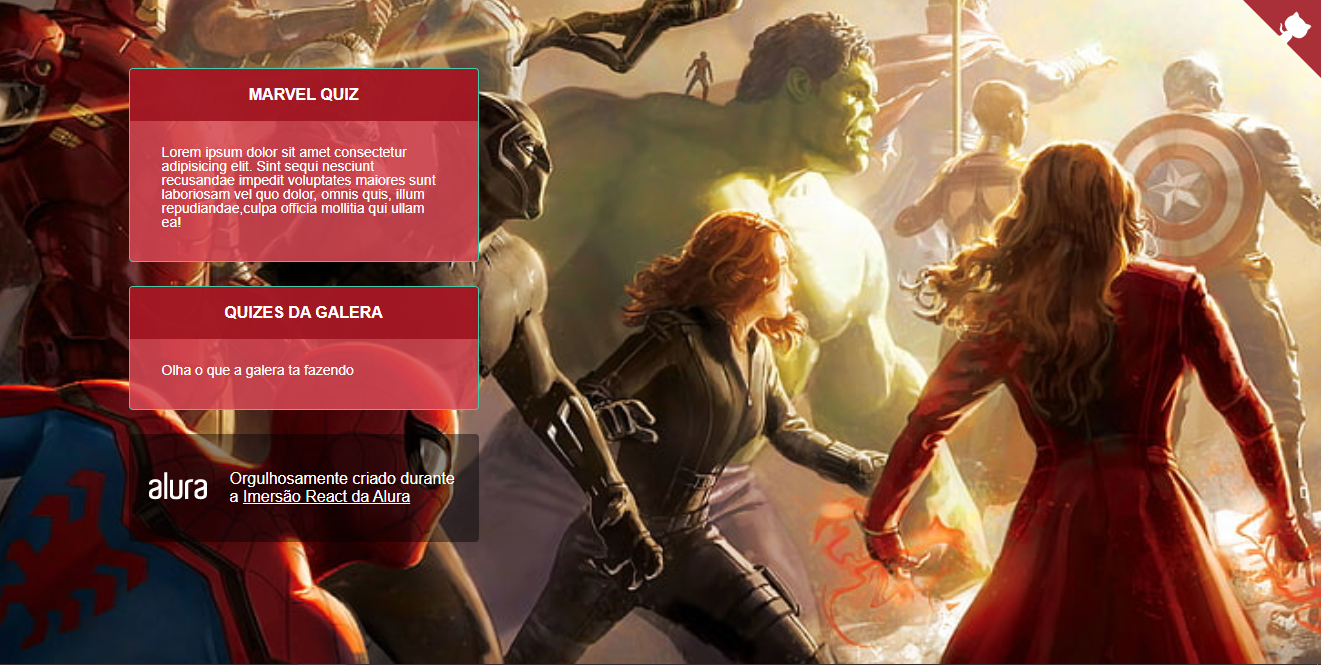 MARVEL QUIZ
Lorem ipsum dolor sit amet consectetur
adipisicing elit. Sint sequi nesciunt
recusandae impedit voluptates maiores sunt
laboriosam vel quo dolor, omnis quis, illum
repudiandae,culpa officia mollitia qui ullam
ea!
QUIZES DA GALERA
Olha o que a galera ta fazendo
alura
Orgulhosamente criado durante
a Imersão React da Alura